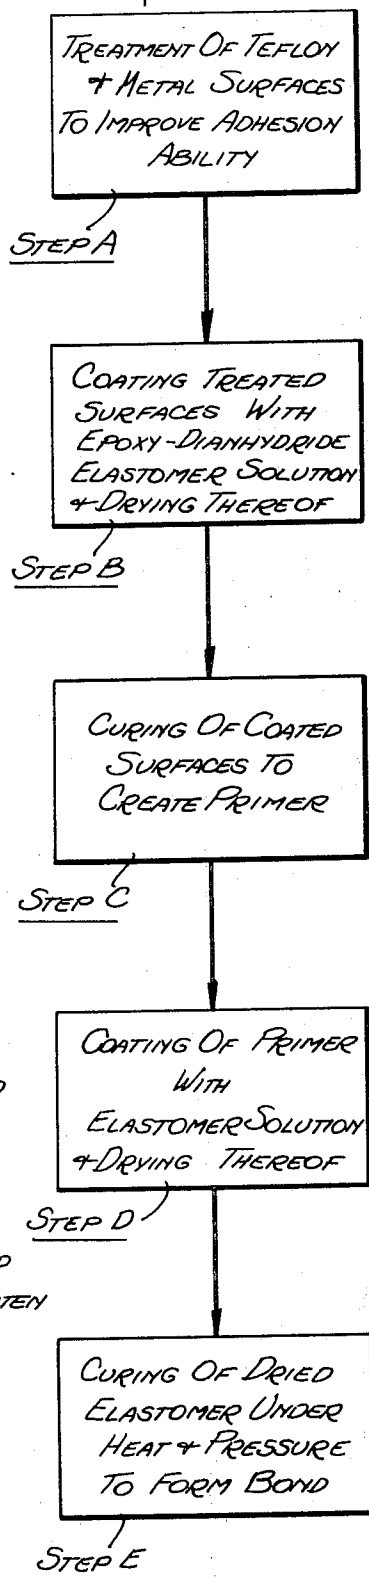 TREATMENT OF TEFLON
& METAL SURFACES
TO IMPROVE ADHESION
ABILITY
STEP A
COATING TREATED
SURFACES WITH
EPOXY-DIANHYDRIDE
ELASTOMER SOLUTION
& DRYING THEREOF
STEP B
CURING OF COATED
SURFACES TO
CREATE PRIMER
STEP C
COATING OF PRIMER
WITH
ELASTOMER SOLUTION
& DRYING THEREOF
STEP D
CURING OF DRIED
ELASTOMER UNDER
HEAT & PRESSURE
TO FORM BOND
STEP E